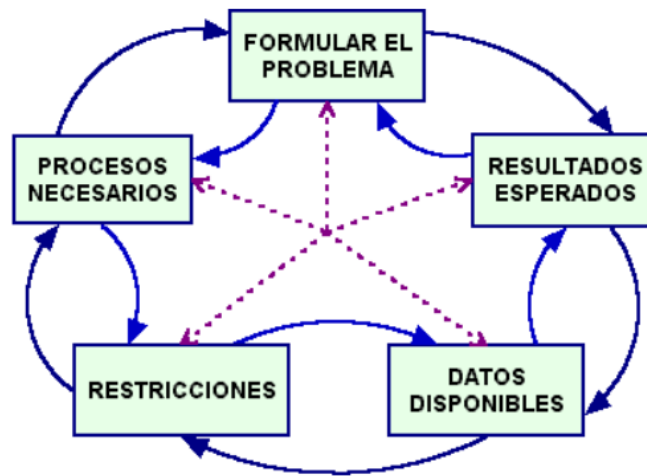 FORMULAR EL
PROBLEMA
PROCESOS
NECESARIOS
RESULTADOS
ESPERADOS
RESTRICCIONES
DATOS
DISPONIBLES